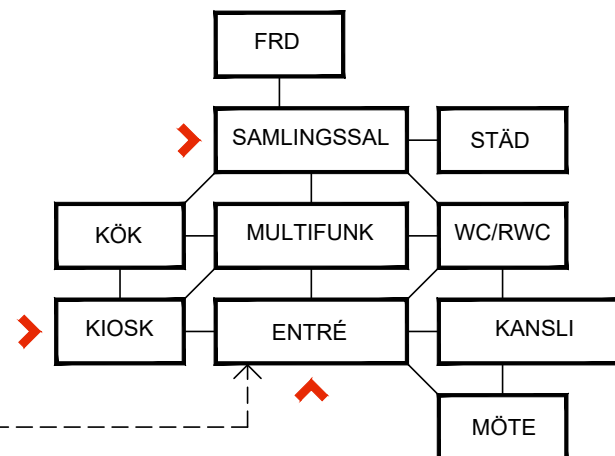 FRD
SAMLINGSSAL
STÄD
KÖK
MULTIFUNK
WC/RWC
KIOSK
ENTRÉ
KANSLI
MÖTE